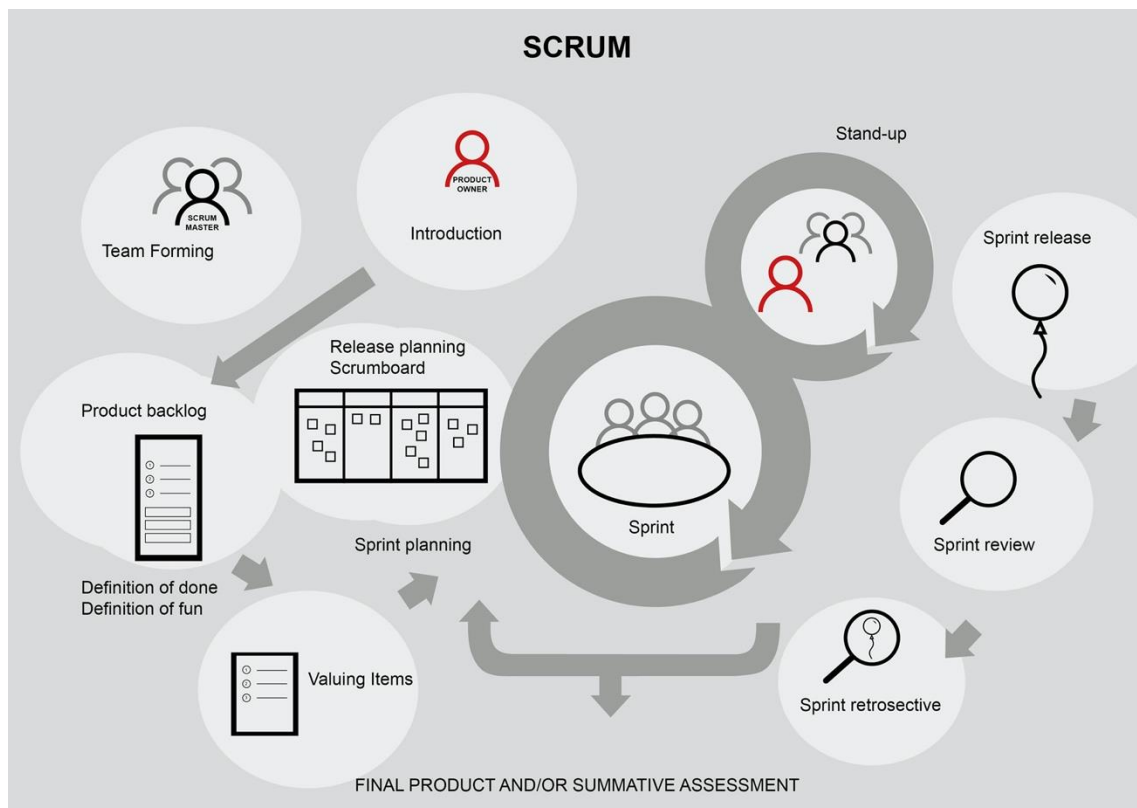 SCRUM
Stand-up
SCRUM
MASTER
Team Forming
PRODUCT
OWNER
Introduction
Sprint release
Release planning
Scrumboard
Product backlog
Sprint
Sprint planning
Sprint review
Definition of done
Definition of fun
Valuing Items
Sprint retrosective
FINAL PRODUCT AND/OR SUMMATIVE ASSESSMENT